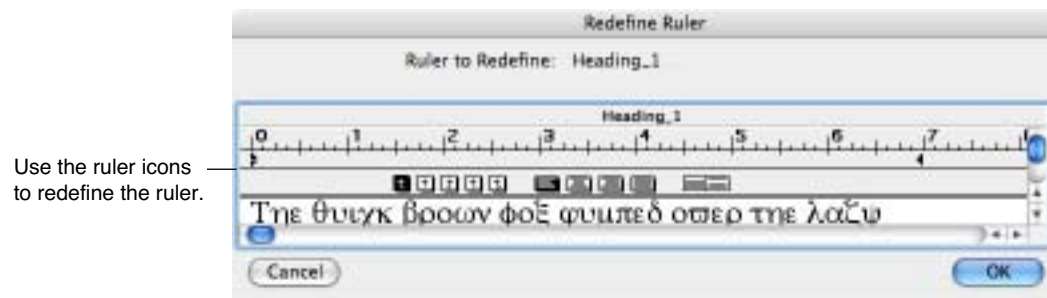 Redefine Ruler
Ruler to Redefine: Heading_1
Heading_1
0 1 2 3 4 5 6 7
Use the ruler icons
to redefine the ruler.
Τηε θυιχκ βροων φοξ φυμπεδ οϖερ τηε λαζψ
Cancel OK